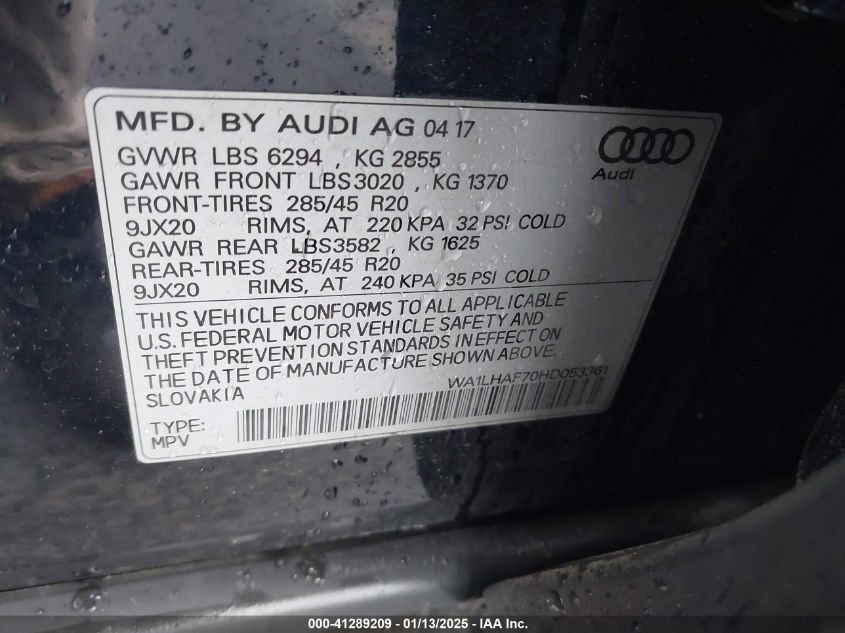 MFD. BY AUDI AG 04 17
GVWR LBS 6294 , KG 2855
GAWR FRONT LBS3020 , KG 1370
FRONT-TIRES 285/45 R20
9JX20 RIMS, AT 220 KPA 32 PSI COLD
GAWR REAR LBS3582 , KG 1625
REAR-TIRES 285/45 R20
9JX20 RIMS, AT 240 KPA 35 PSI COLD
Audi
THIS VEHICLE CONFORMS TO ALL APPLICABLE
U.S. FEDERAL MOTOR VEHICLE SAFETY AND
THEFT PREVENTION STANDARDS IN EFFECT ON
THE DATE OF MANUFACTURE SHOWN ABOVE.
SLOVAKIA WA1LHAF70HD053361
TYPE:
MPV
000-41289209 — 01/13/2025 — IAA Inc.